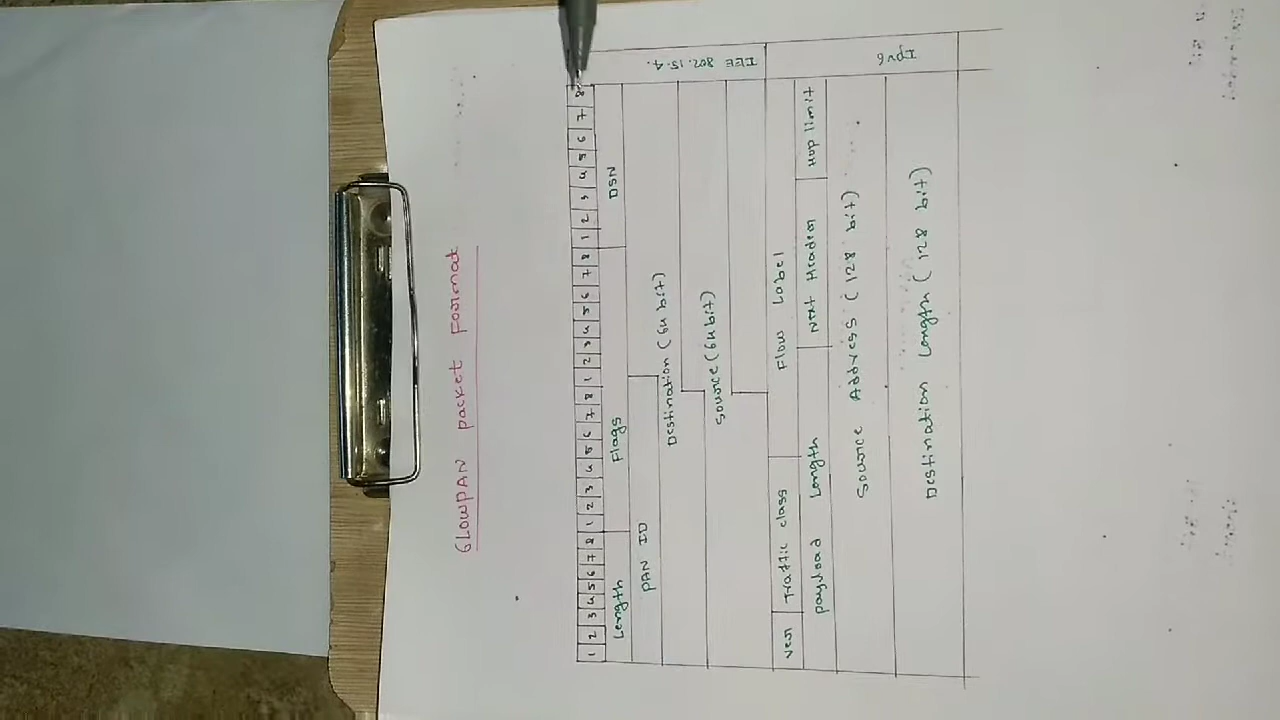 6LOWPAN packet Format
1 2 3 4 5 6 7 8 1 2 3 4 5 6 7 8 1 2 3 4 5 6 7 8 1 2 3 4 5 6 7 8
Length Flags DSN
PAN ID
Destination (64 bit)
Source (64 bit)
IEE 802.15.4.
Ver Traffic class Flow Label
payload Length Next Header Hop limit
Source Address (128 bit)
Destination Length (128 bit)
IPv6